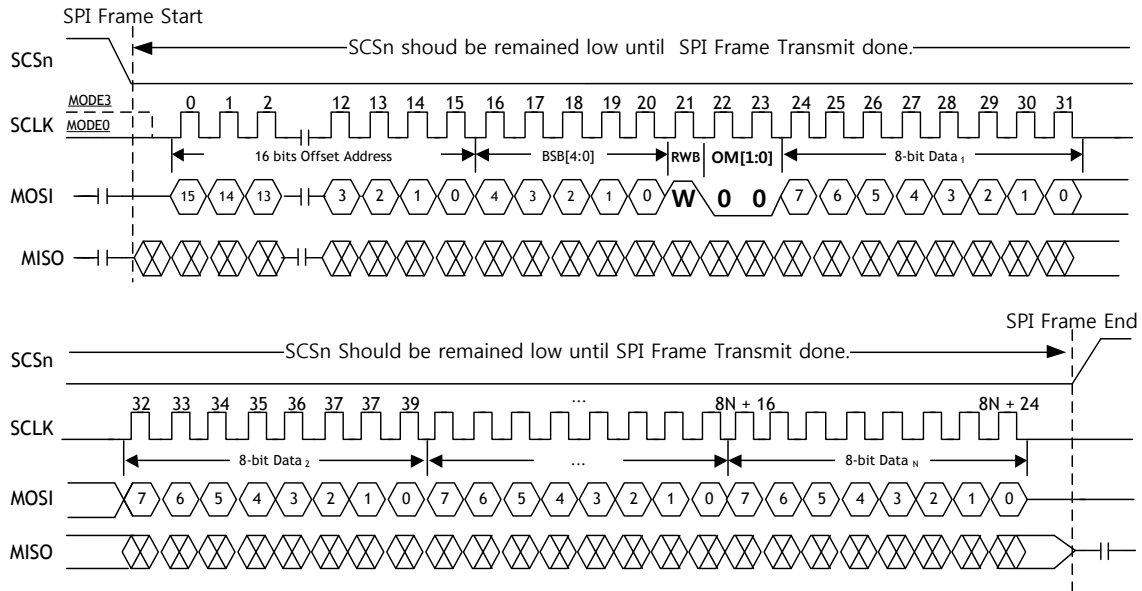 SPI Frame Start
SCSn SCSn shoud be remained low until SPI Frame Transmit done.
MODE3
SCLK MODE0
0 1 2 12 13 14 15 16 17 18 19 20 21 22 23 24 25 26 27 28 29 30 31
16 bits Offset Address BSB[4:0] RWB OM[1:0] 8-bit Data 1
MOSI 15 14 13 3 2 1 0 4 3 2 1 0 W 0 0 7 6 5 4 3 2 1 0
MISO
SPI Frame End
SCSn SCSn Should be remained low until SPI Frame Transmit done.
32 33 34 35 36 37 37 39 ... 8N + 16 8N + 24
SCLK
8-bit Data 2 ... 8-bit Data N
MOSI 7 6 5 4 3 2 1 0 7 6 5 4 3 2 1 0 7 6 5 4 3 2 1 0
MISO